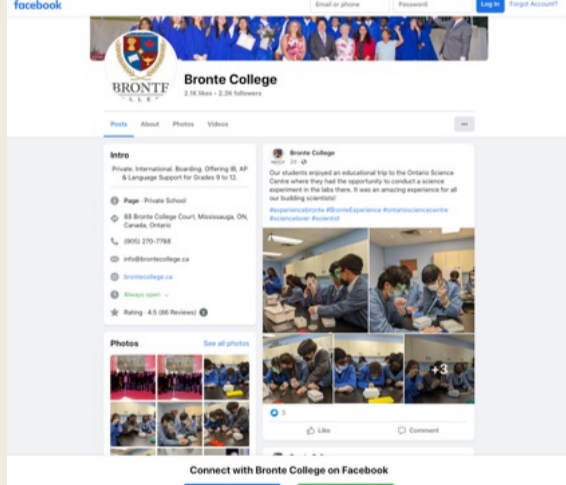 facebook
Email or phone
Password
Log In
Forgot Account?
BRONTE
Bronte College
2.1K likes • 2.2K followers
Posts
About
Photos
Videos
Intro
Private. International. Boarding. Offering IB, AP
& Language Support for Grades 9 to 12.
Page · Private School
88 Bronte College Court, Mississauga, ON,
Canada, Ontario
(905) 270-7788
info@brontecollege.ca
brontecollege.ca
Always open
Rating · 4.5 (86 Reviews)
Photos
See all photos
Bronte College
Our students enjoyed an educational trip to the Ontario Science
Centre where they had the opportunity to conduct a science
experiment in the labs there. It was an amazing experience for all
our budding scientists!
#experiencebronte #BronteExperience #ontariosciencecentre
#sciencelover #scientist
+3
3
Like
Comment
Connect with Bronte College on Facebook